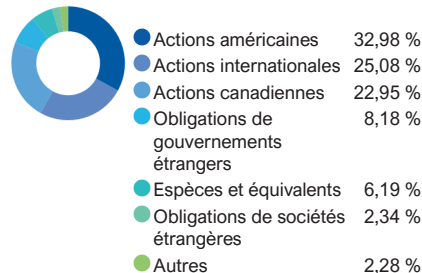 Actions américaines 32,98 %
Actions internationales 25,08 %
Actions canadiennes 22,95 %
Obligations de 8,18 %
gouvernements
étrangers
Espèces et équivalents 6,19 %
Obligations de sociétés 2,34 %
étrangères
Autres 2,28 %